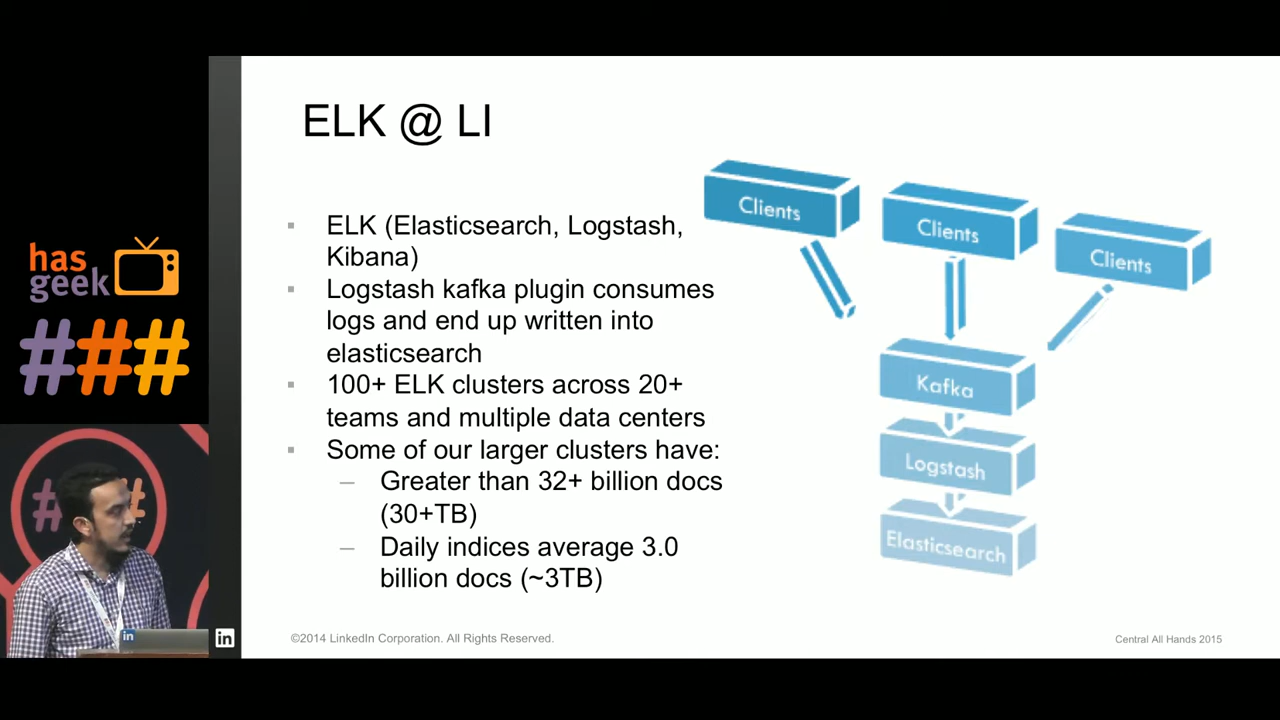 has
geek
###
ELK @ LI
ELK (Elasticsearch, Logstash,
Kibana)
Logstash kafka plugin consumes
logs and end up written into
elasticsearch
100+ ELK clusters across 20+
teams and multiple data centers
Some of our larger clusters have:
– Greater than 32+ billion docs
(30+TB)
– Daily indices average 3.0
billion docs (~3TB)
Clients
Clients
Clients
Kafka
Logstash
Elasticsearch
in
in
©2014 LinkedIn Corporation. All Rights Reserved.
Central All Hands 2015